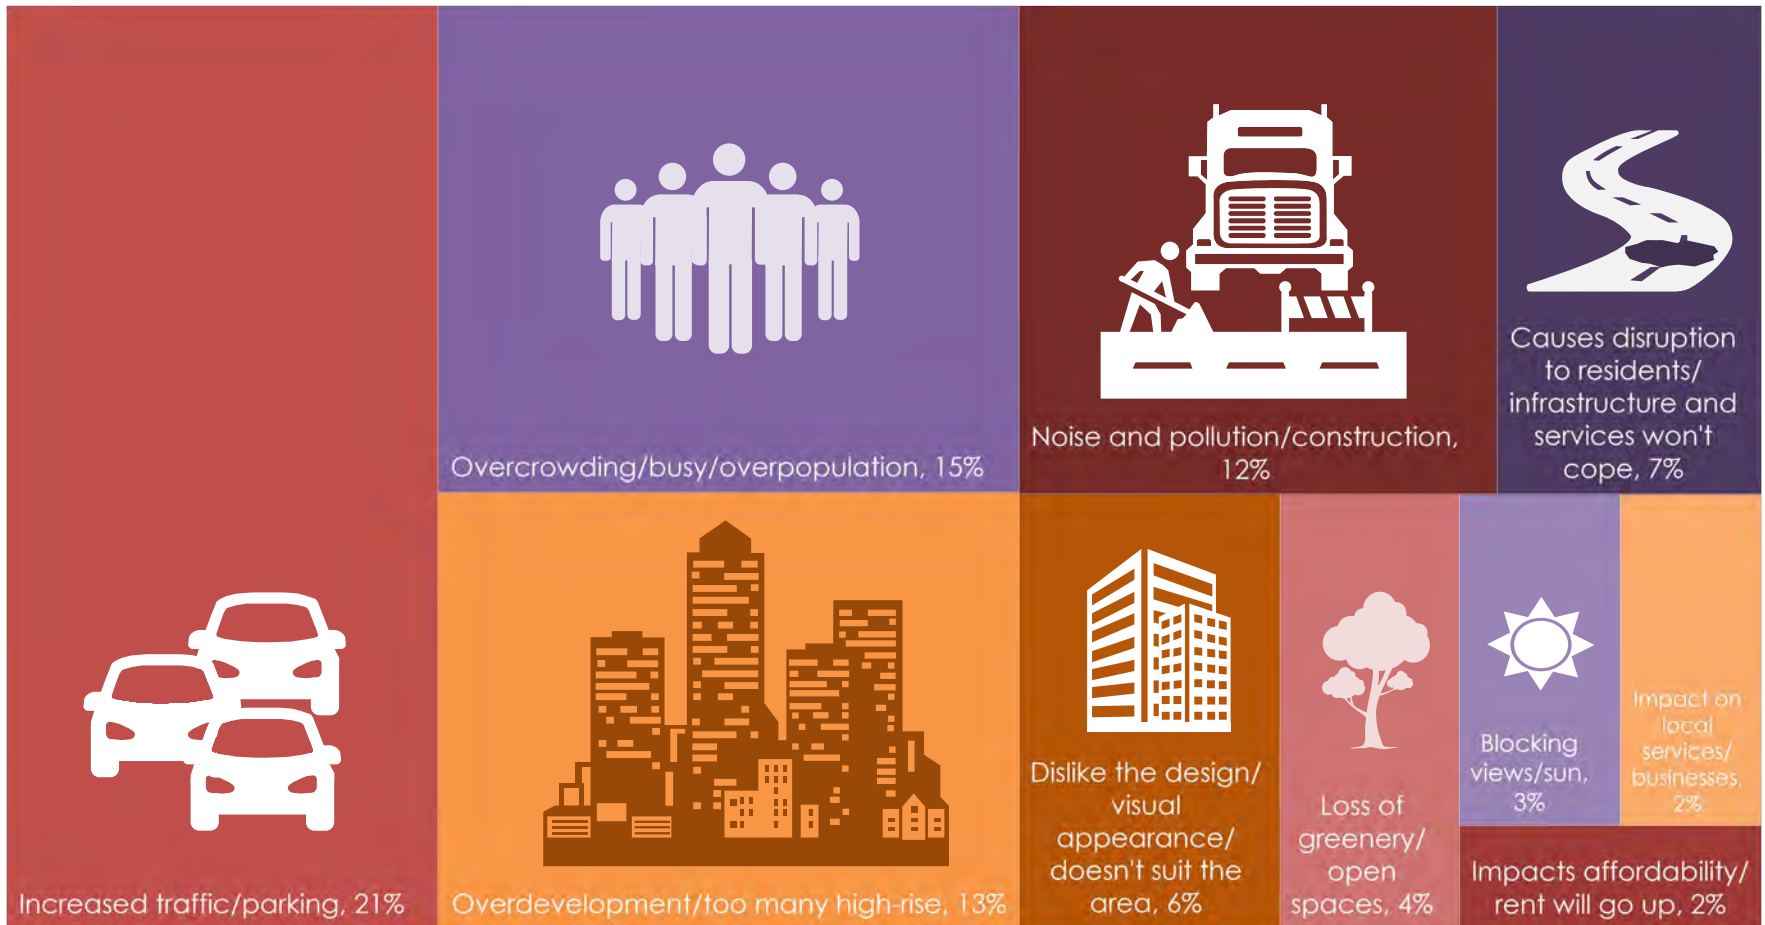 Increased traffic/parking, 21%
Overcrowding/busy/overpopulation, 15%
Overdevelopment/too many high-rise, 13%
Noise and pollution/construction,
12%
Causes disruption
to residents/
infrastructure and
services won't
cope, 7%
Dislike the design/
visual
appearance/
doesn't suit the
area, 6%
Loss of
greenery/
open
spaces, 4%
Blocking
views/sun,
3%
Impact on
local
services/
businesses,
2%
Impacts affordability/
rent will go up, 2%